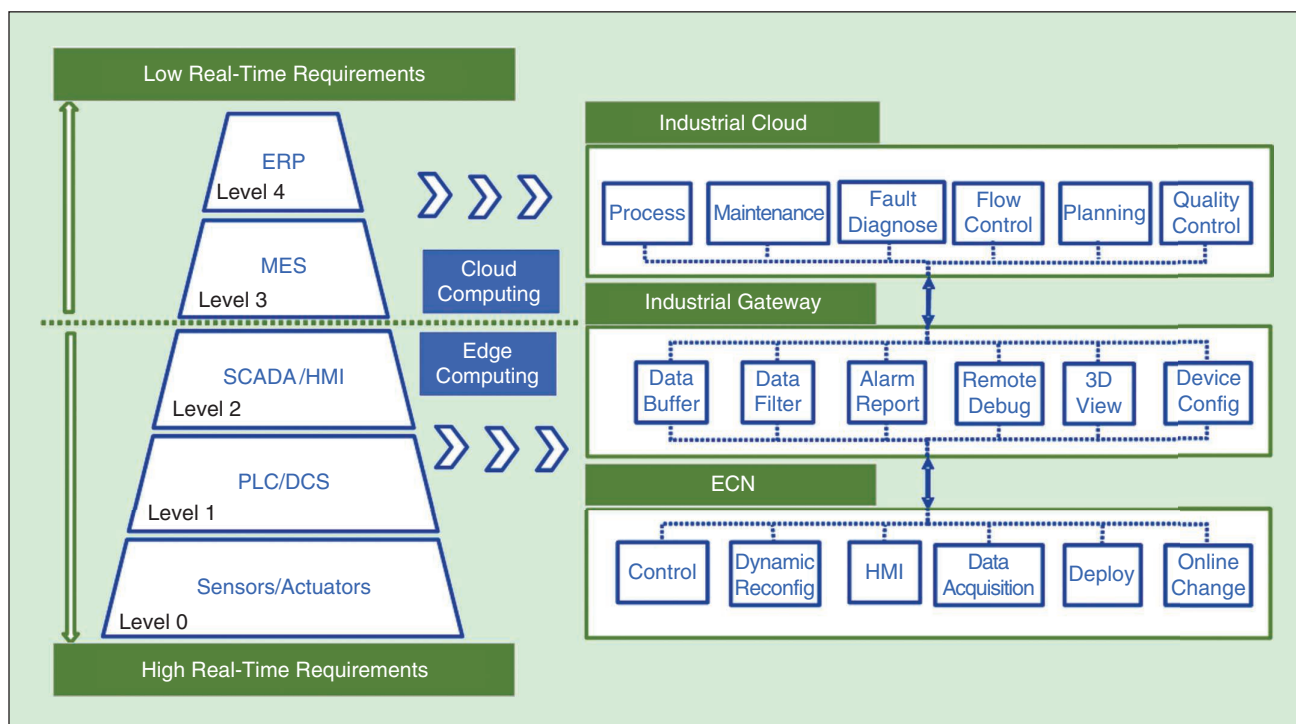 Low Real-Time Requirements
ERP
Level 4
MES
Level 3
SCADA/HMI
Level 2
PLC/DCS
Level 1
Sensors/Actuators
Level 0
High Real-Time Requirements
Cloud
Computing
Edge
Computing
Industrial Cloud
Process
Maintenance
Fault
Diagnose
Flow
Control
Planning
Quality
Control
Industrial Gateway
Data
Buffer
Data
Filter
Alarm
Report
Remote
Debug
3D
View
Device
Config
ECN
Control
Dynamic
Reconfig
HMI
Data
Acquisition
Deploy
Online
Change